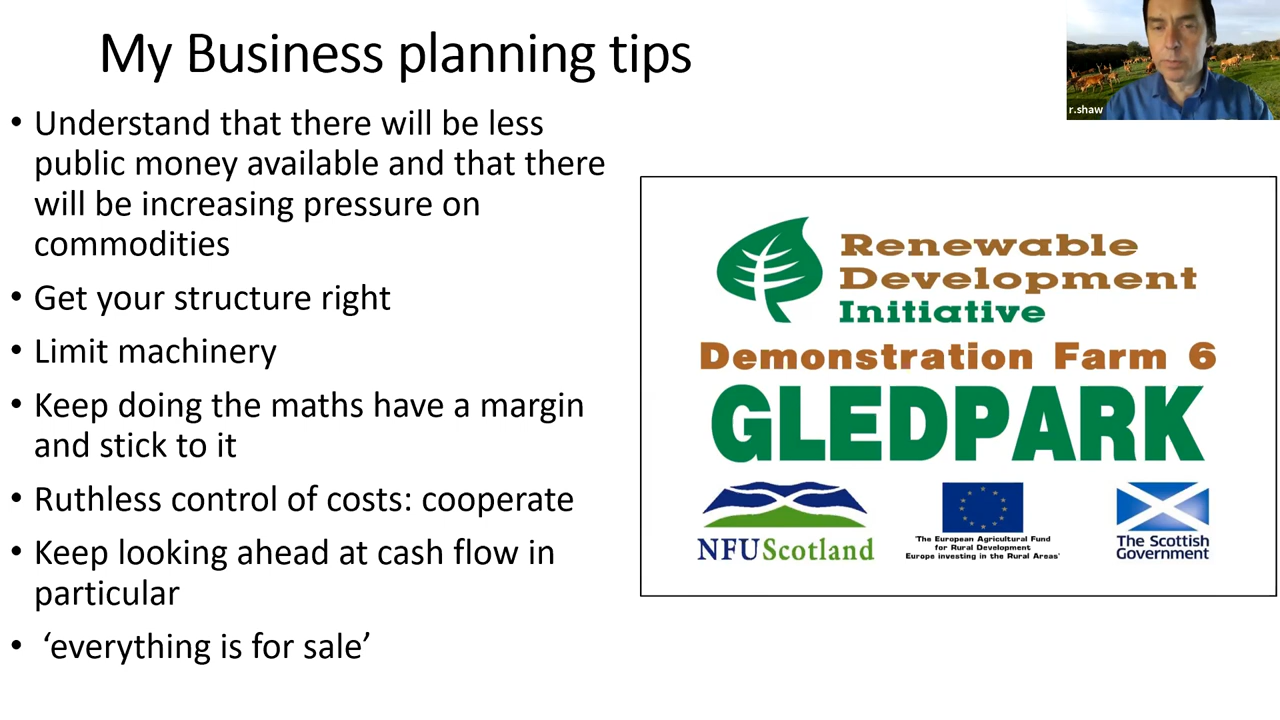 My Business planning tips
r.shaw
• Understand that there will be less
public money available and that there
will be increasing pressure on
commodities
• Get your structure right
• Limit machinery
• Keep doing the maths have a margin
and stick to it
• Ruthless control of costs: cooperate
• Keep looking ahead at cash flow in
particular
• ‘everything is for sale’
Renewable
Development
Initiative
Demonstration Farm 6
GLEDPARK
NFUScotland
'The European Agricultural Fund
for Rural Development
Europe investing in the Rural Areas'
The Scottish
Government